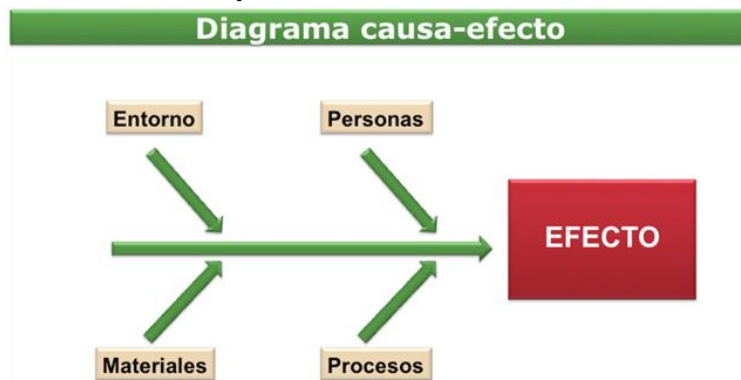 Diagrama causa-efecto
Entorno
Personas
EFECTO
Materiales
Procesos